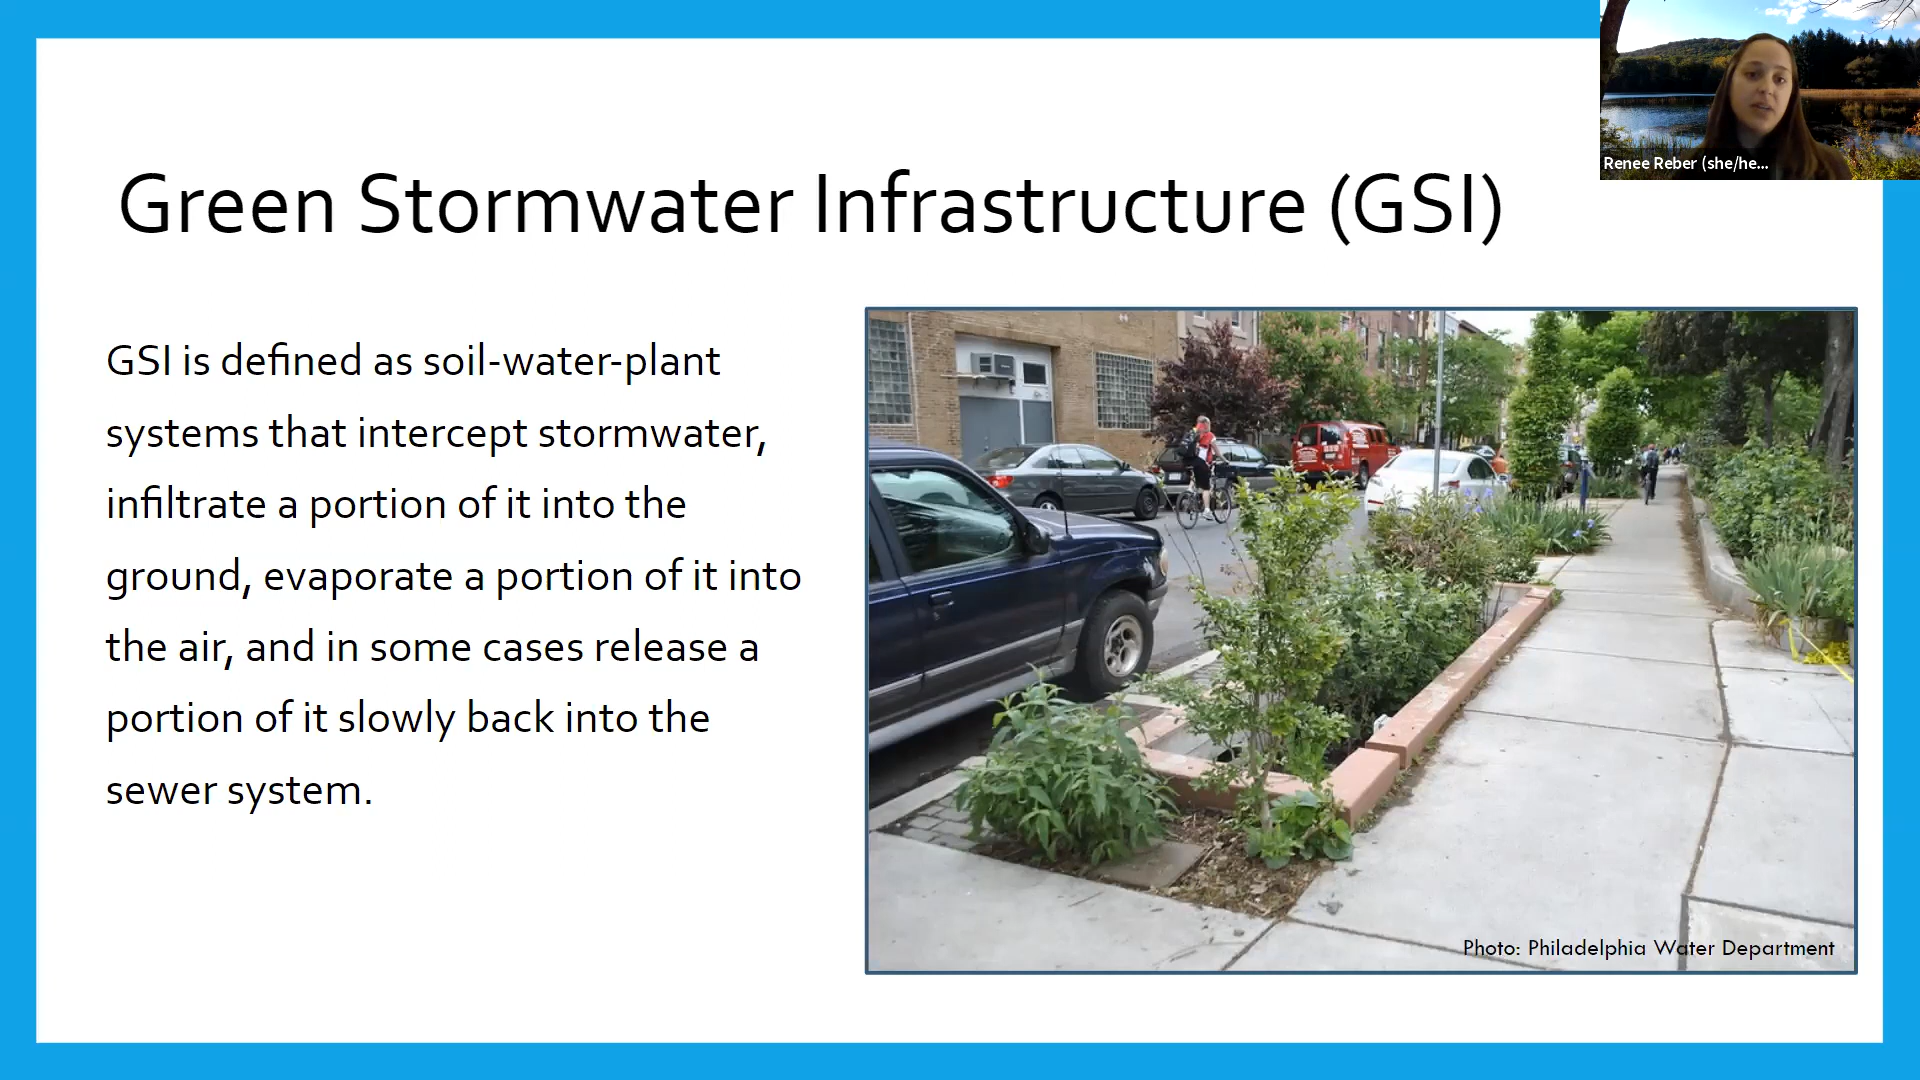 Renee Reber (she/he...
Green Stormwater Infrastructure (GSI)
GSI is defined as soil-water-plant
systems that intercept stormwater,
infiltrate a portion of it into the
ground, evaporate a portion of it into
the air, and in some cases release a
portion of it slowly back into the
sewer system.
Photo: Philadelphia Water Department